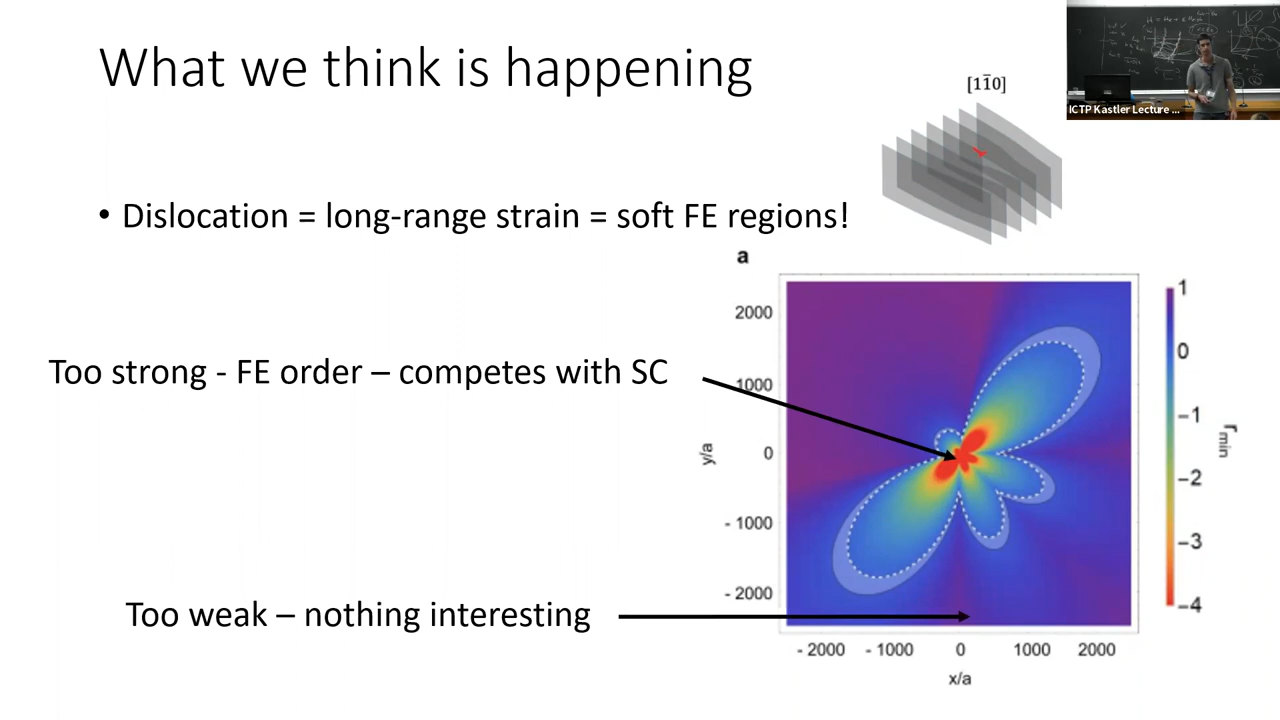 What we think is happening
[11̄0]
ICTP Kastler Lecture ...
• Dislocation = long-range strain = soft FE regions!
a
Too strong - FE order – competes with SC
Too weak – nothing interesting
2000
1000
0
- 1000
- 2000
y/a
- 2000 - 1000 0 1000 2000
x/a
1
0
−1
−2
−3
−4
rmin